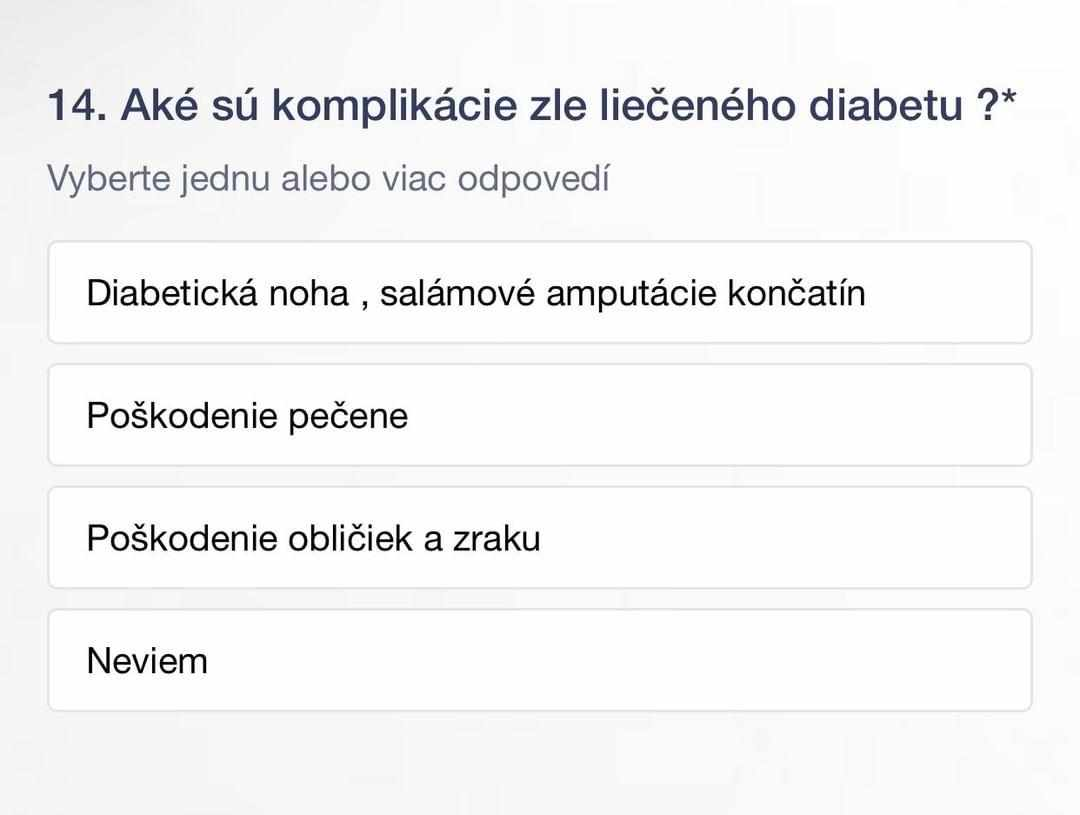 14. Aké sú komplikácie zle liečeného diabetu ?*
Vyberte jednu alebo viac odpovedí
Diabetická noha , salámové amputácie končatín
Poškodenie pečene
Poškodenie obličiek a zraku
Neviem